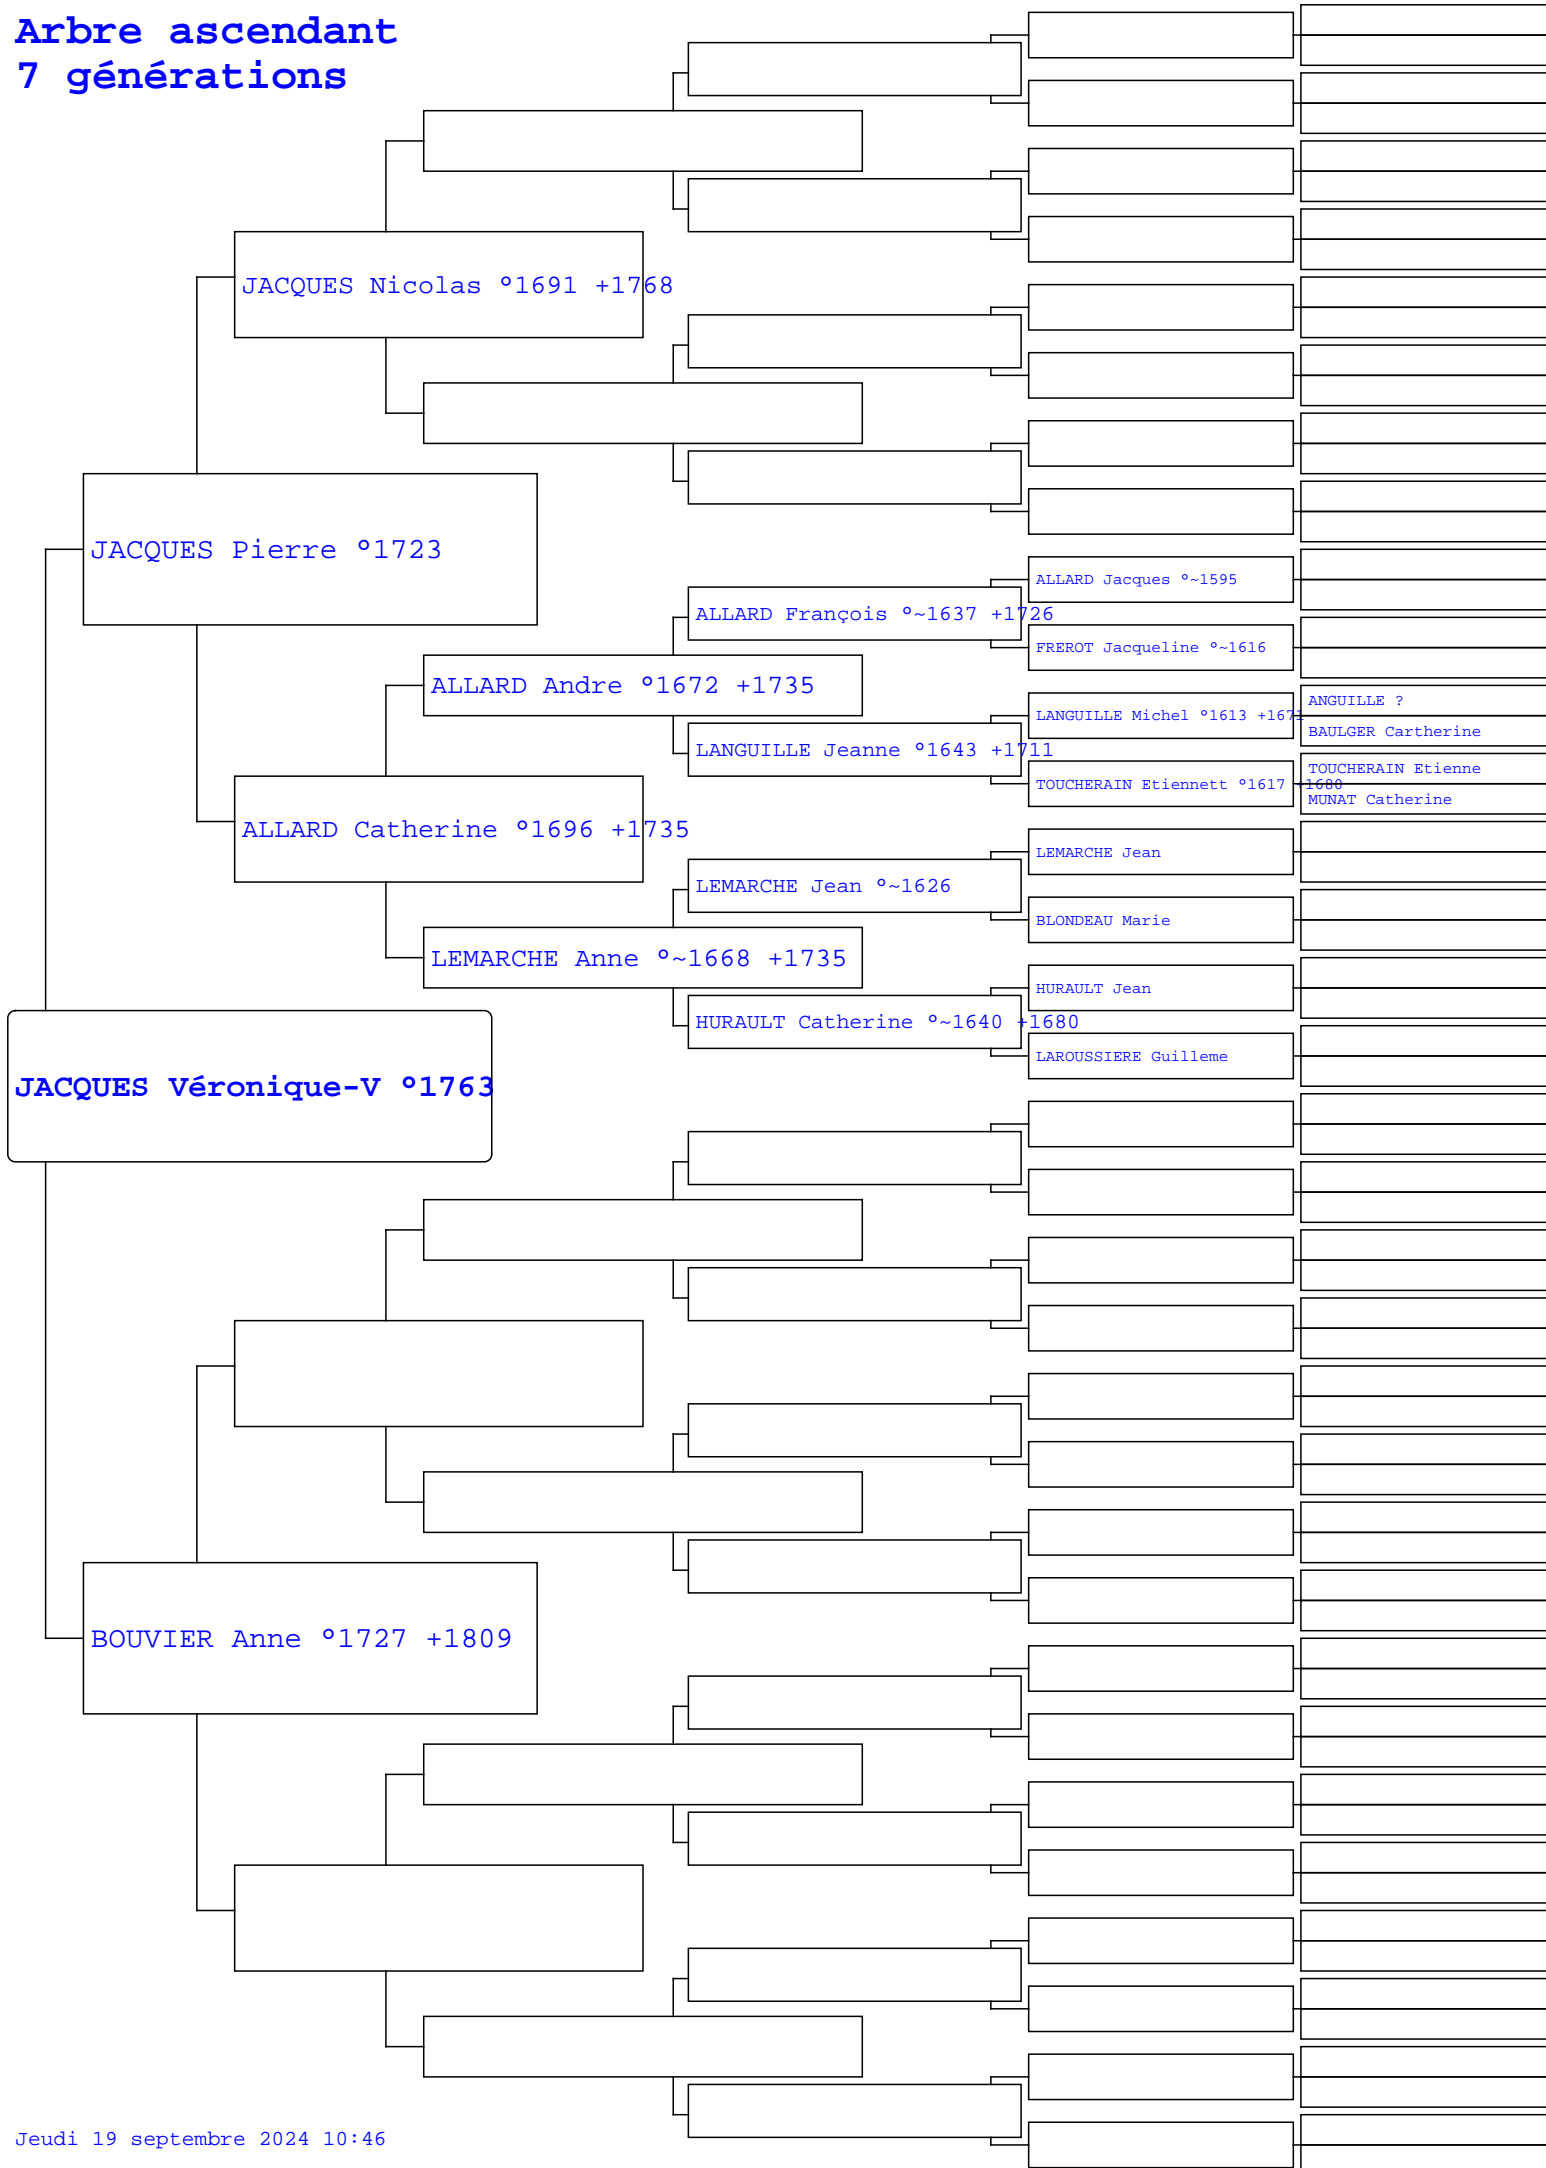 Arbre ascendant
7 générations
JACQUES Nicolas °1691 +1768
JACQUES Pierre °1723
ALLARD Jacques °~1595
ALLARD François °~1637 +1726
FREROT Jacqueline °~1616
ALLARD Andre °1672 +1735
ANGUILLE ?
LANGUILLE Michel °1613 +1671
BAULGER Cartherine
LANGUILLE Jeanne °1643 +1711
TOUCHERAIN Etienne
TOUCHERAIN Etiennett °1617 +1680
MUNAT Catherine
ALLARD Catherine °1696 +1735
LEMARCHE Jean
LEMARCHE Jean °~1626
BLONDEAU Marie
LEMARCHE Anne °~1668 +1735
HURAULT Jean
HURAULT Catherine °~1640 +1680
LAROUSSIERE Guilleme
JACQUES Véronique-V °1763
BOUVIER Anne °1727 +1809
Jeudi 19 septembre 2024 10:46